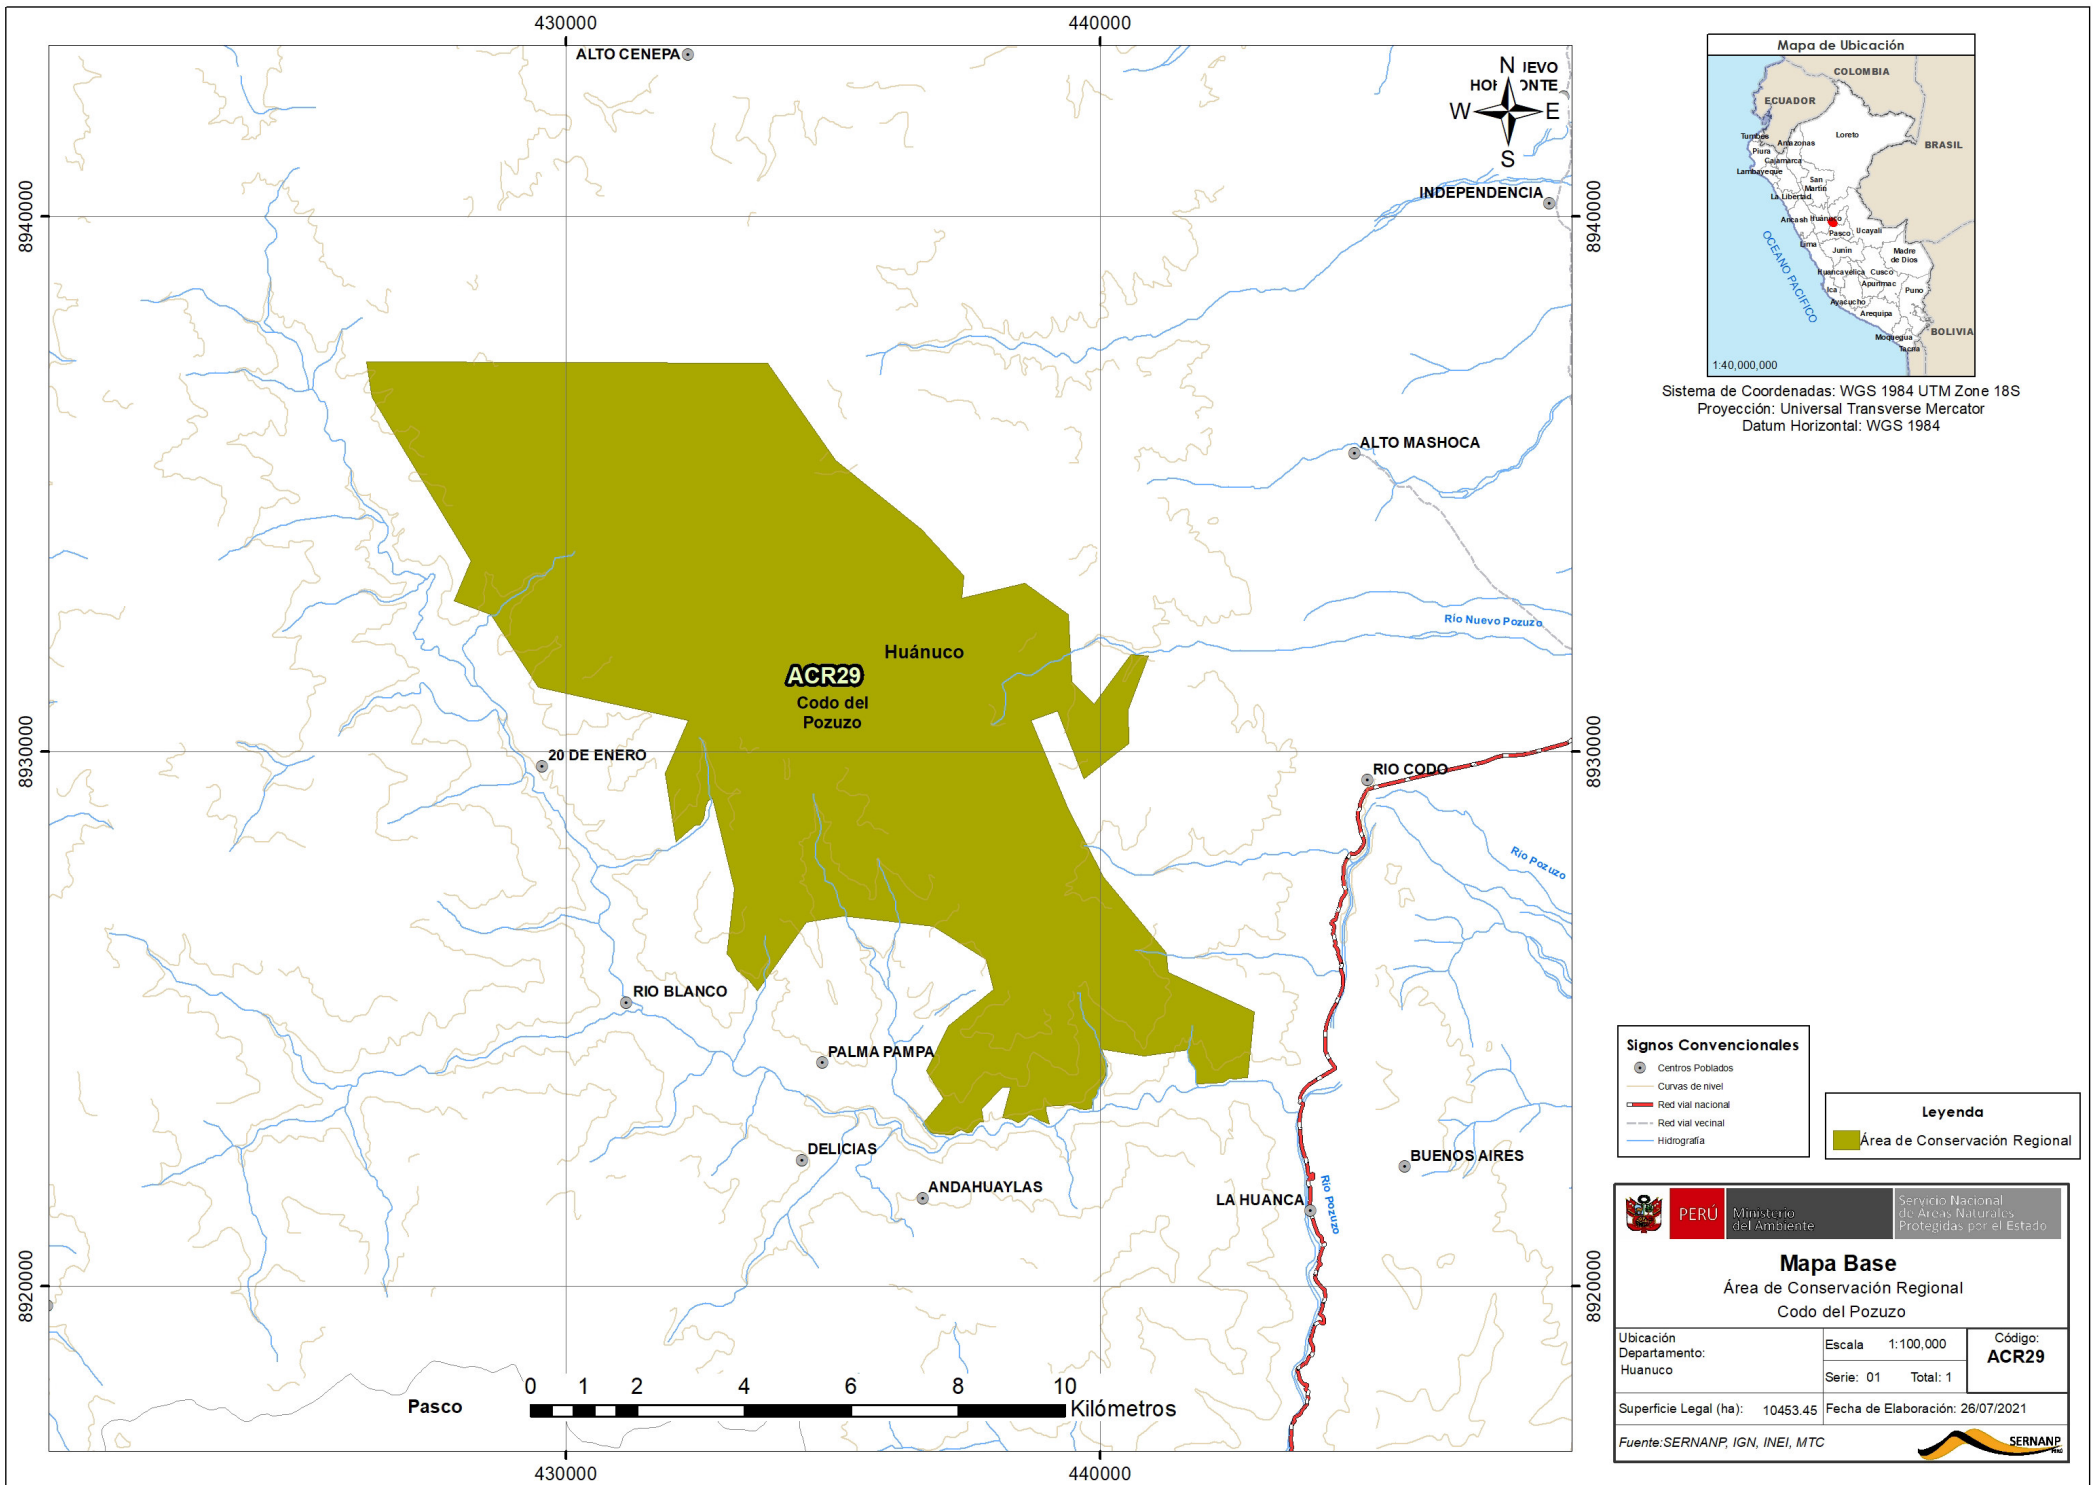 430000
440000
ALTO CENEPA
N
W
E
S
8940000
8940000
INDEPENDENCIA
ALTO MASHOCA
Río Nuevo Pozuzo
Huánuco
ACR29
Codo del
Pozuzo
8930000
8930000
20 DE ENERO
RIO CODO
Río Pozuzo
RIO BLANCO
PALMA PAMPA
DELICIAS
ANDAHUAYLAS
BUENOS AIRES
LA HUANCA
Río Pozuzo
8920000
8920000
Pasco
0 1 2 4 6 8 10
Kilómetros
430000
440000
Mapa de Ubicación
COLOMBIA
ECUADOR
BRASIL
BOLIVIA
OCEANO PACÍFICO
Tumbes
Piura
Lambayeque
Amazonas
Cajamarca
Loreto
San
Martín
La Libertad
Ancash
Huánuco
Pasco
Ucayali
Lima
Junín
Madre
de Dios
Huancavelica
Cusco
Apurímac
Ica
Ayacucho
Puno
Arequipa
Moquegua
Tacna
1:40,000,000
Sistema de Coordenadas: WGS 1984 UTM Zone 18S
Proyección: Universal Transverse Mercator
Datum Horizontal: WGS 1984
Signos Convencionales
Centros Poblados
Curvas de nivel
Red vial nacional
Red vial vecinal
Hidrografía
Leyenda
Área de Conservación Regional
PERÚ
Ministerio
del Ambiente
Servicio Nacional
de Áreas Naturales
Protegidas por el Estado
Mapa Base
Área de Conservación Regional
Codo del Pozuzo
Ubicación
Departamento:
Huanuco
Escala 1:100,000
Serie: 01 Total: 1
Código:
ACR29
Superficie Legal (ha): 10453.45
Fecha de Elaboración: 26/07/2021
Fuente:SERNANP, IGN, INEI, MTC
SERNANP
PERÚ